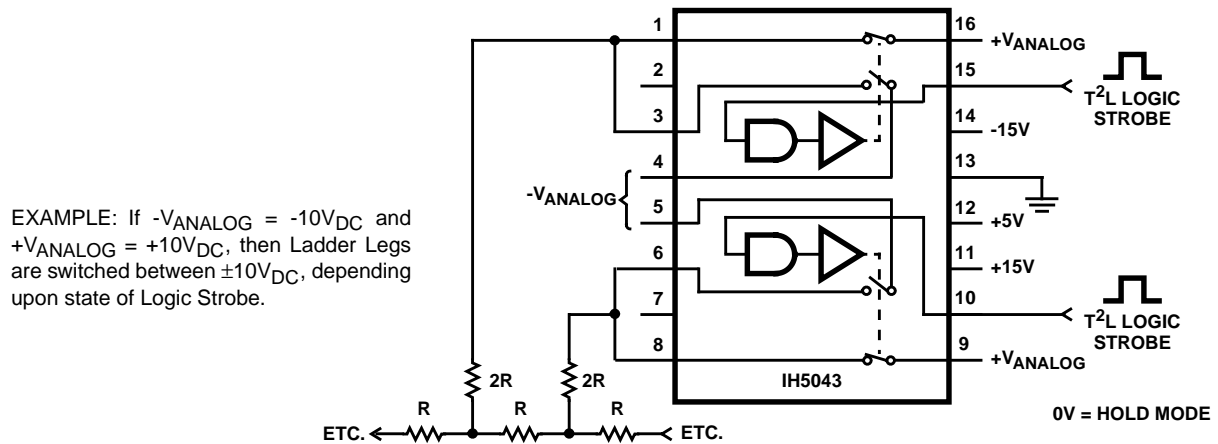 1
2
3
4
5
6
7
8
16
15
14
13
12
11
10
9
+VANALOG
T2L LOGIC
STROBE
-15V
-VANALOG
+5V
+15V
T2L LOGIC
STROBE
+VANALOG
EXAMPLE: If -VANALOG = -10VDC and
+VANALOG = +10VDC, then Ladder Legs
are switched between ±10VDC, depending
upon state of Logic Strobe.
IH5043
2R
2R
R
R
R
ETC.
ETC.
0V = HOLD MODE